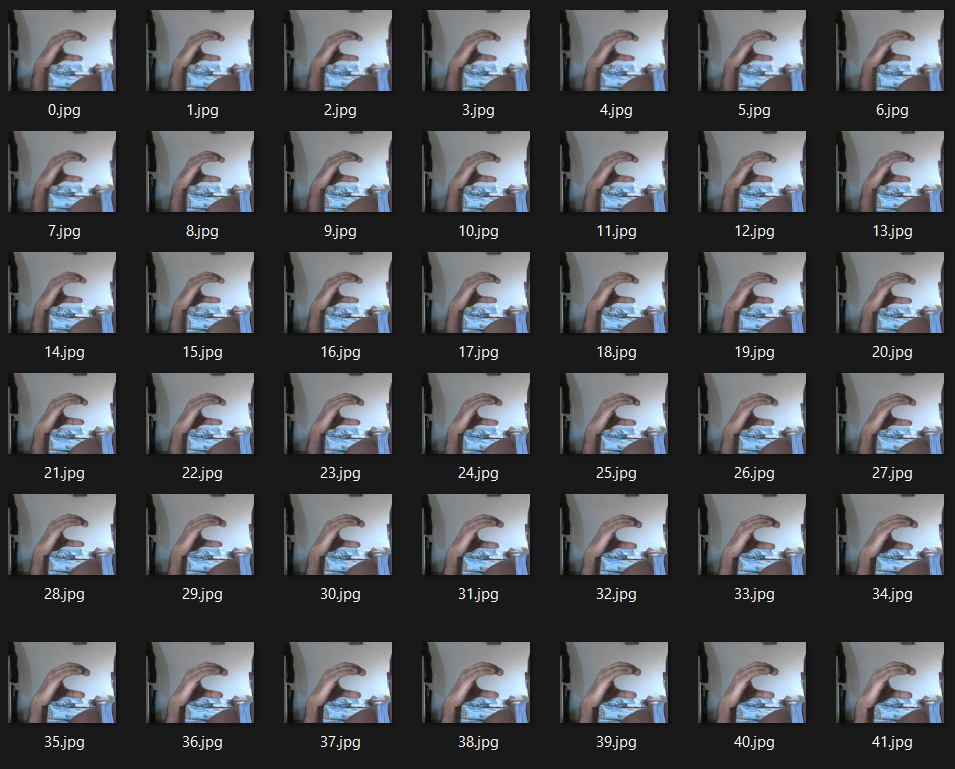 0.jpg 1.jpg 2.jpg 3.jpg 4.jpg 5.jpg 6.jpg
7.jpg 8.jpg 9.jpg 10.jpg 11.jpg 12.jpg 13.jpg
14.jpg 15.jpg 16.jpg 17.jpg 18.jpg 19.jpg 20.jpg
21.jpg 22.jpg 23.jpg 24.jpg 25.jpg 26.jpg 27.jpg
28.jpg 29.jpg 30.jpg 31.jpg 32.jpg 33.jpg 34.jpg
35.jpg 36.jpg 37.jpg 38.jpg 39.jpg 40.jpg 41.jpg